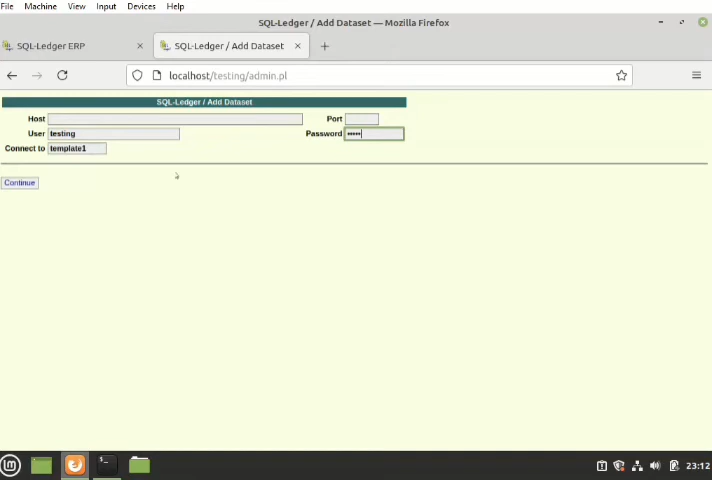 File Machine View Input Devices Help
SQL-Ledger / Add Dataset — Mozilla Firefox
SQL-Ledger ERP × SQL-Ledger / Add Dataset × +
localhost/testing/admin.pl
SQL-Ledger / Add Dataset
Host Port
User testing Password •••••
Connect to template1
Continue
23:12